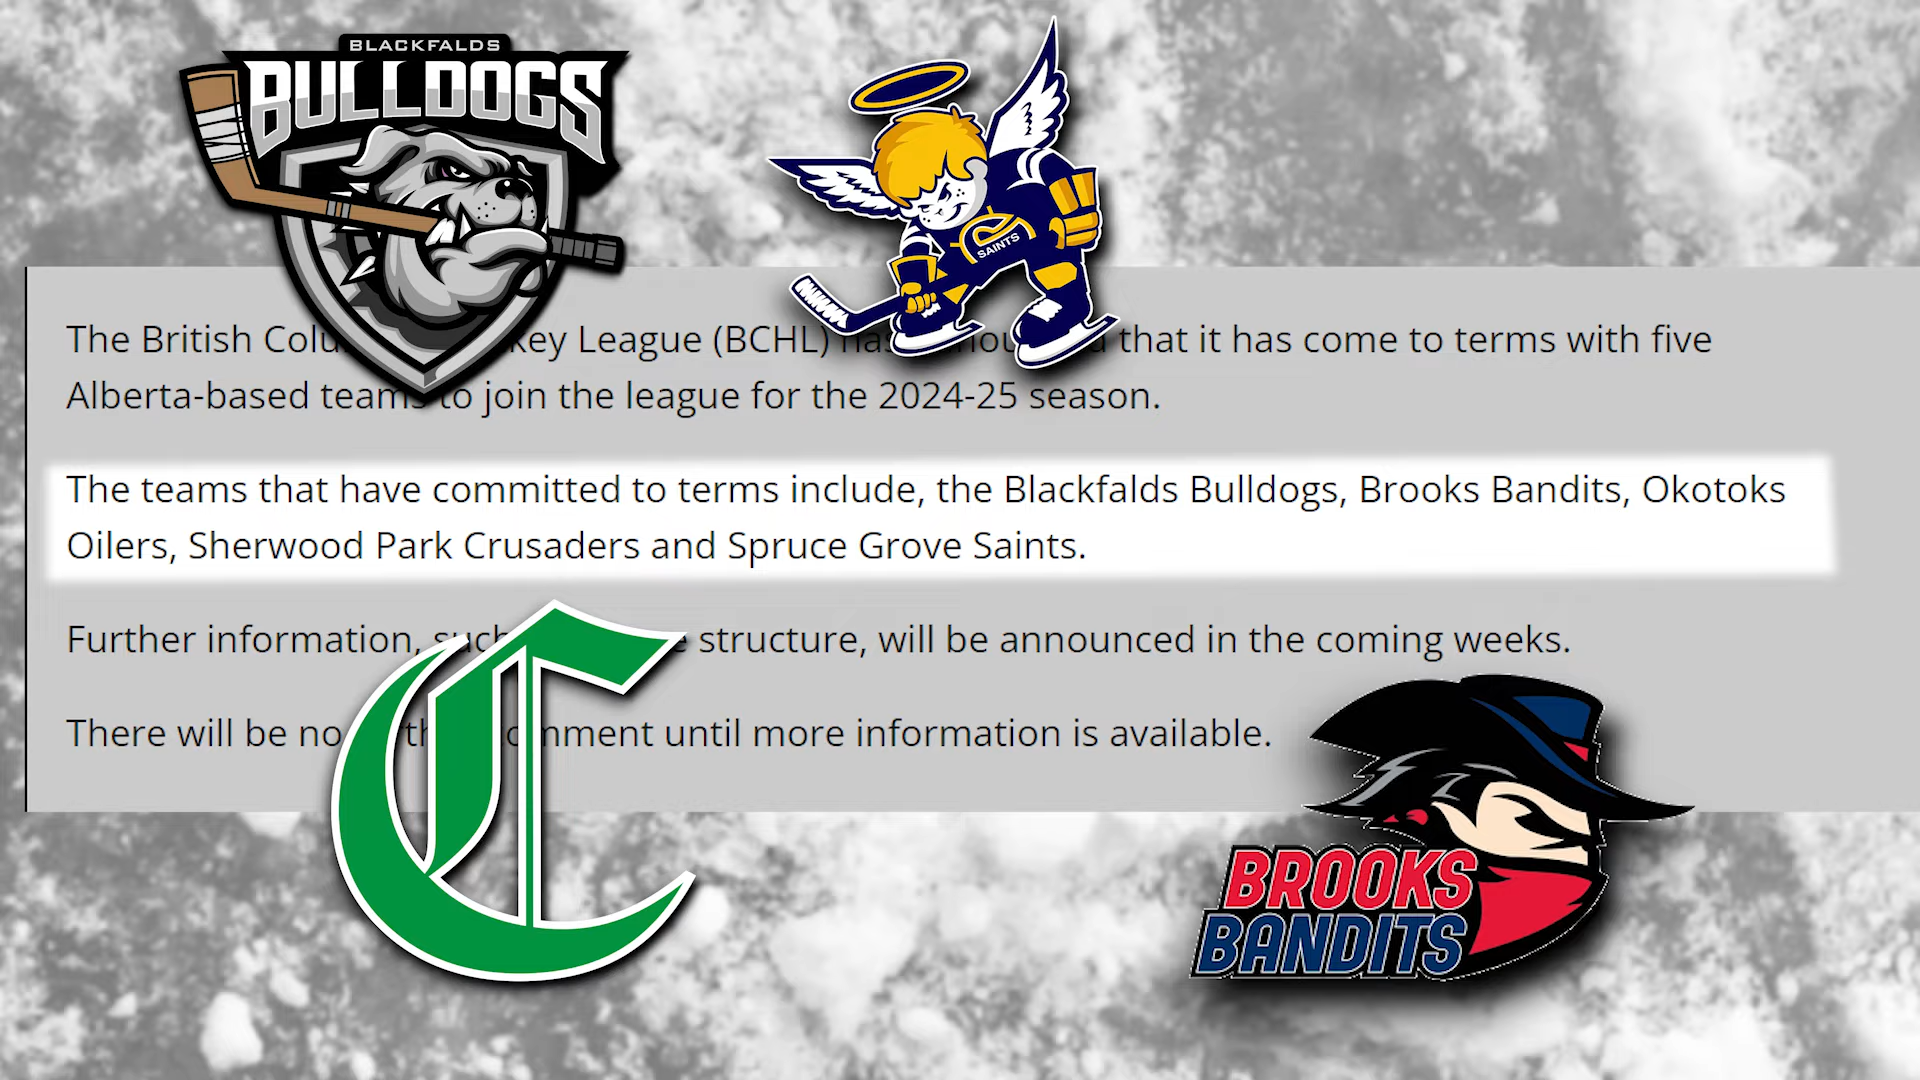 BLACKFALDS
BULLDOGS
SAINTS
The British Colu key League (BCHL) that it has come to terms with five
Alberta-based teams to join the league for the 2024-25 season.
The teams that have committed to terms include, the Blackfalds Bulldogs, Brooks Bandits, Okotoks
Oilers, Sherwood Park Crusaders and Spruce Grove Saints.
Further information, such structure, will be announced in the coming weeks.
There will be no comment until more information is available.
C
BROOKS
BANDITS